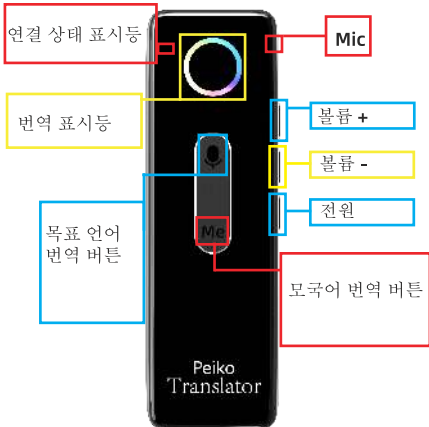 연결 상태 표시등
Mic
번역 표시등
볼륨 +
볼륨 -
전원
목표 언어
번역 버튼
Me
모국어 번역 버튼
Peiko
Translator